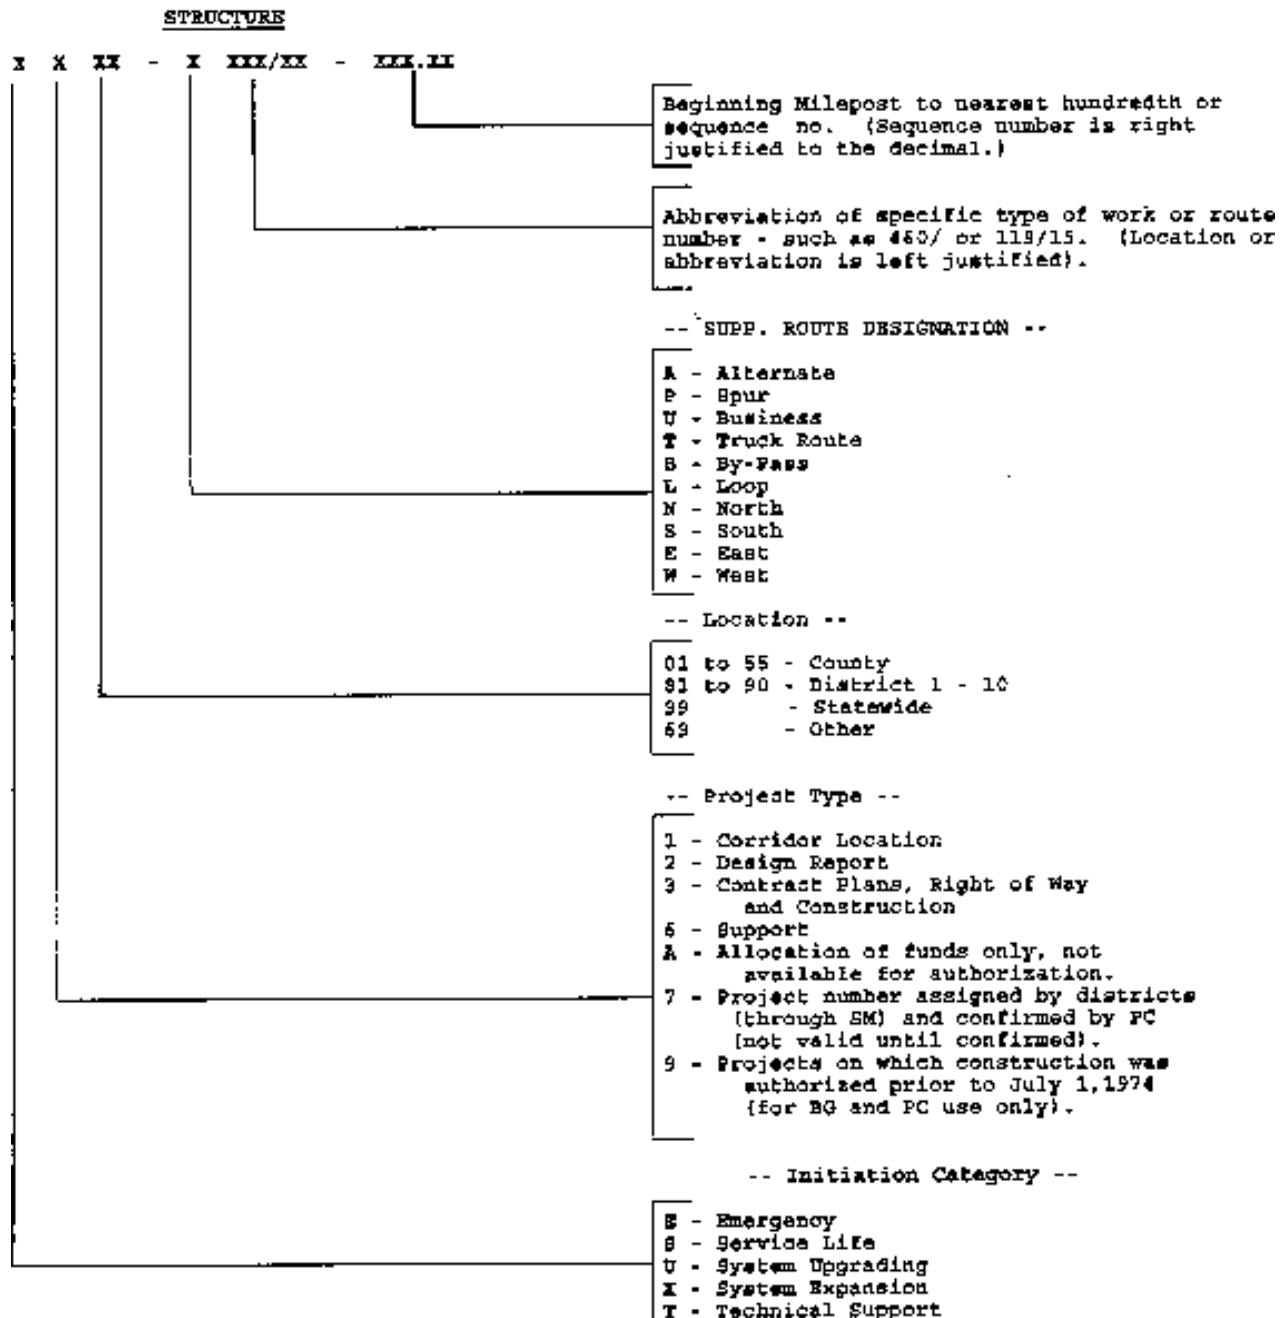 STRUCTURE
X X XX - X XXX/XX - XXX.XX
Beginning Milepost to nearest hundredth or
sequence no. (Sequence number is right
justified to the decimal.)
Abbreviation of specific type of work or route
number - such as 460/ or 119/15. (Location or
abbreviation is left justified).
-- SUPP. ROUTE DESIGNATION --
A - Alternate
P - Spur
U - Business
T - Truck Route
B - By-Pass
L - Loop
N - North
S - South
E - East
W - West
-- Location --
01 to 55 - County
81 to 90 - District 1 - 10
99 - Statewide
69 - Other
-- Project Type --
1 - Corridor Location
2 - Design Report
3 - Contract Plans, Right of Way
and Construction
6 - Support
A - Allocation of funds only, not
available for authorization.
7 - Project number assigned by districts
(through SM) and confirmed by PC
(not valid until confirmed).
9 - Projects on which construction was
authorized prior to July 1,1974
(for BG and PC use only).
-- Initiation Category --
E - Emergency
S - Service Life
U - System Upgrading
X - System Expansion
T - Technical Support